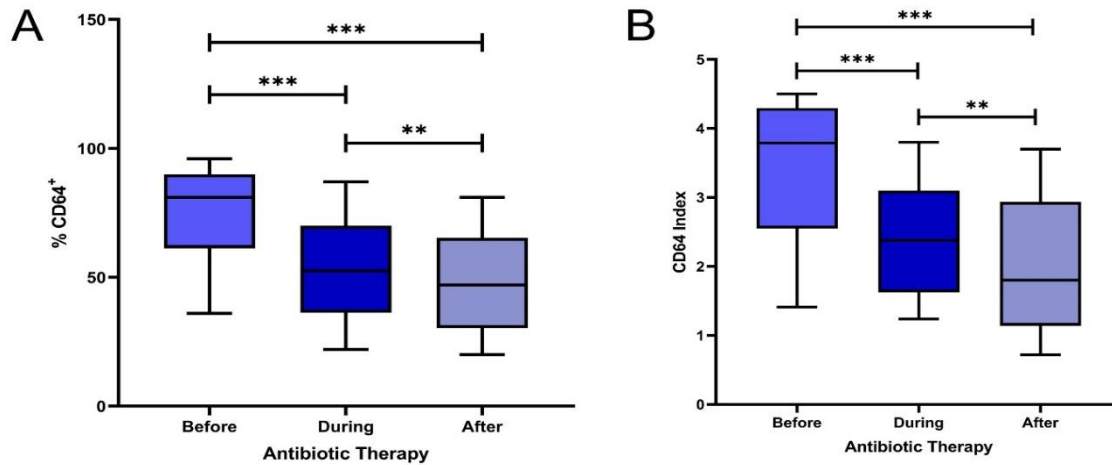 A
150
100
50
0
% CD64+
***
***
**
Before
During
After
Antibiotic Therapy
B
5
4
3
2
1
0
CD64 Index
***
***
**
Before
During
After
Antibiotic Therapy